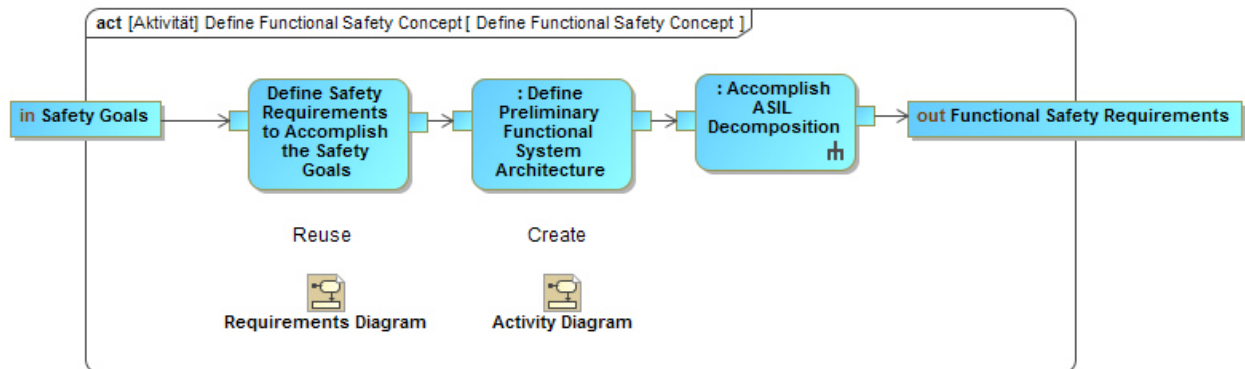 act [Aktivität] Define Functional Safety Concept[ Define Functional Safety Concept ]
in Safety Goals
Define Safety
Requirements
to Accomplish
the Safety
Goals
: Define
Preliminary
Functional
System
Architecture
: Accomplish
ASIL
Decomposition
out Functional Safety Requirements
Reuse
Create
Requirements Diagram
Activity Diagram